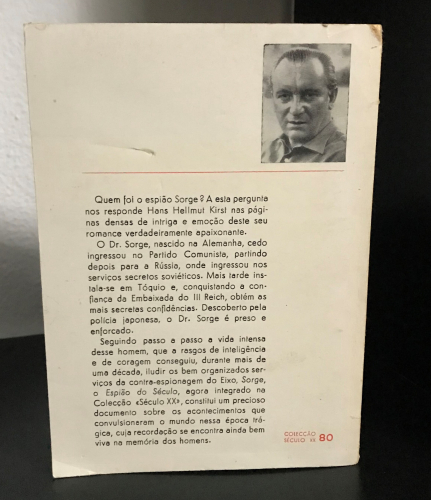 Quem foi o espião Sorge? A esta pergunta
nos responde Hans Hellmut Kirst nas pági-
nas densas de intriga e emoção deste seu
romance verdadeiramente apaixonante.
O Dr. Sorge, nascido na Alemanha, cedo
ingressou no Partido Comunista, partindo
depois para a Rússia, onde ingressou nos
serviços secretos soviéticos. Mais tarde ins-
tala-se em Tóquio e, conquistando a con-
fiança da Embaixada do III Reich, obtém as
mais secretas confidências. Descoberto pela
polícia japonesa, o Dr. Sorge é preso e
enforcado.
Seguindo passo a passo a vida intensa
desse homem, que a rasgos de inteligência
e de coragem conseguiu, durante mais de
uma década, iludir os bem organizados ser-
viços da contra-espionagem do Eixo, Sorge,
o Espião do Século, agora integrado na
Colecção «Século XX», constitui um precioso
documento sobre os acontecimentos que
convulsionaram o mundo nessa época trá-
gica, cuja recordação se encontra ainda bem
viva na memória dos homens.
COLECÇÃO
SÉCULO XX 80